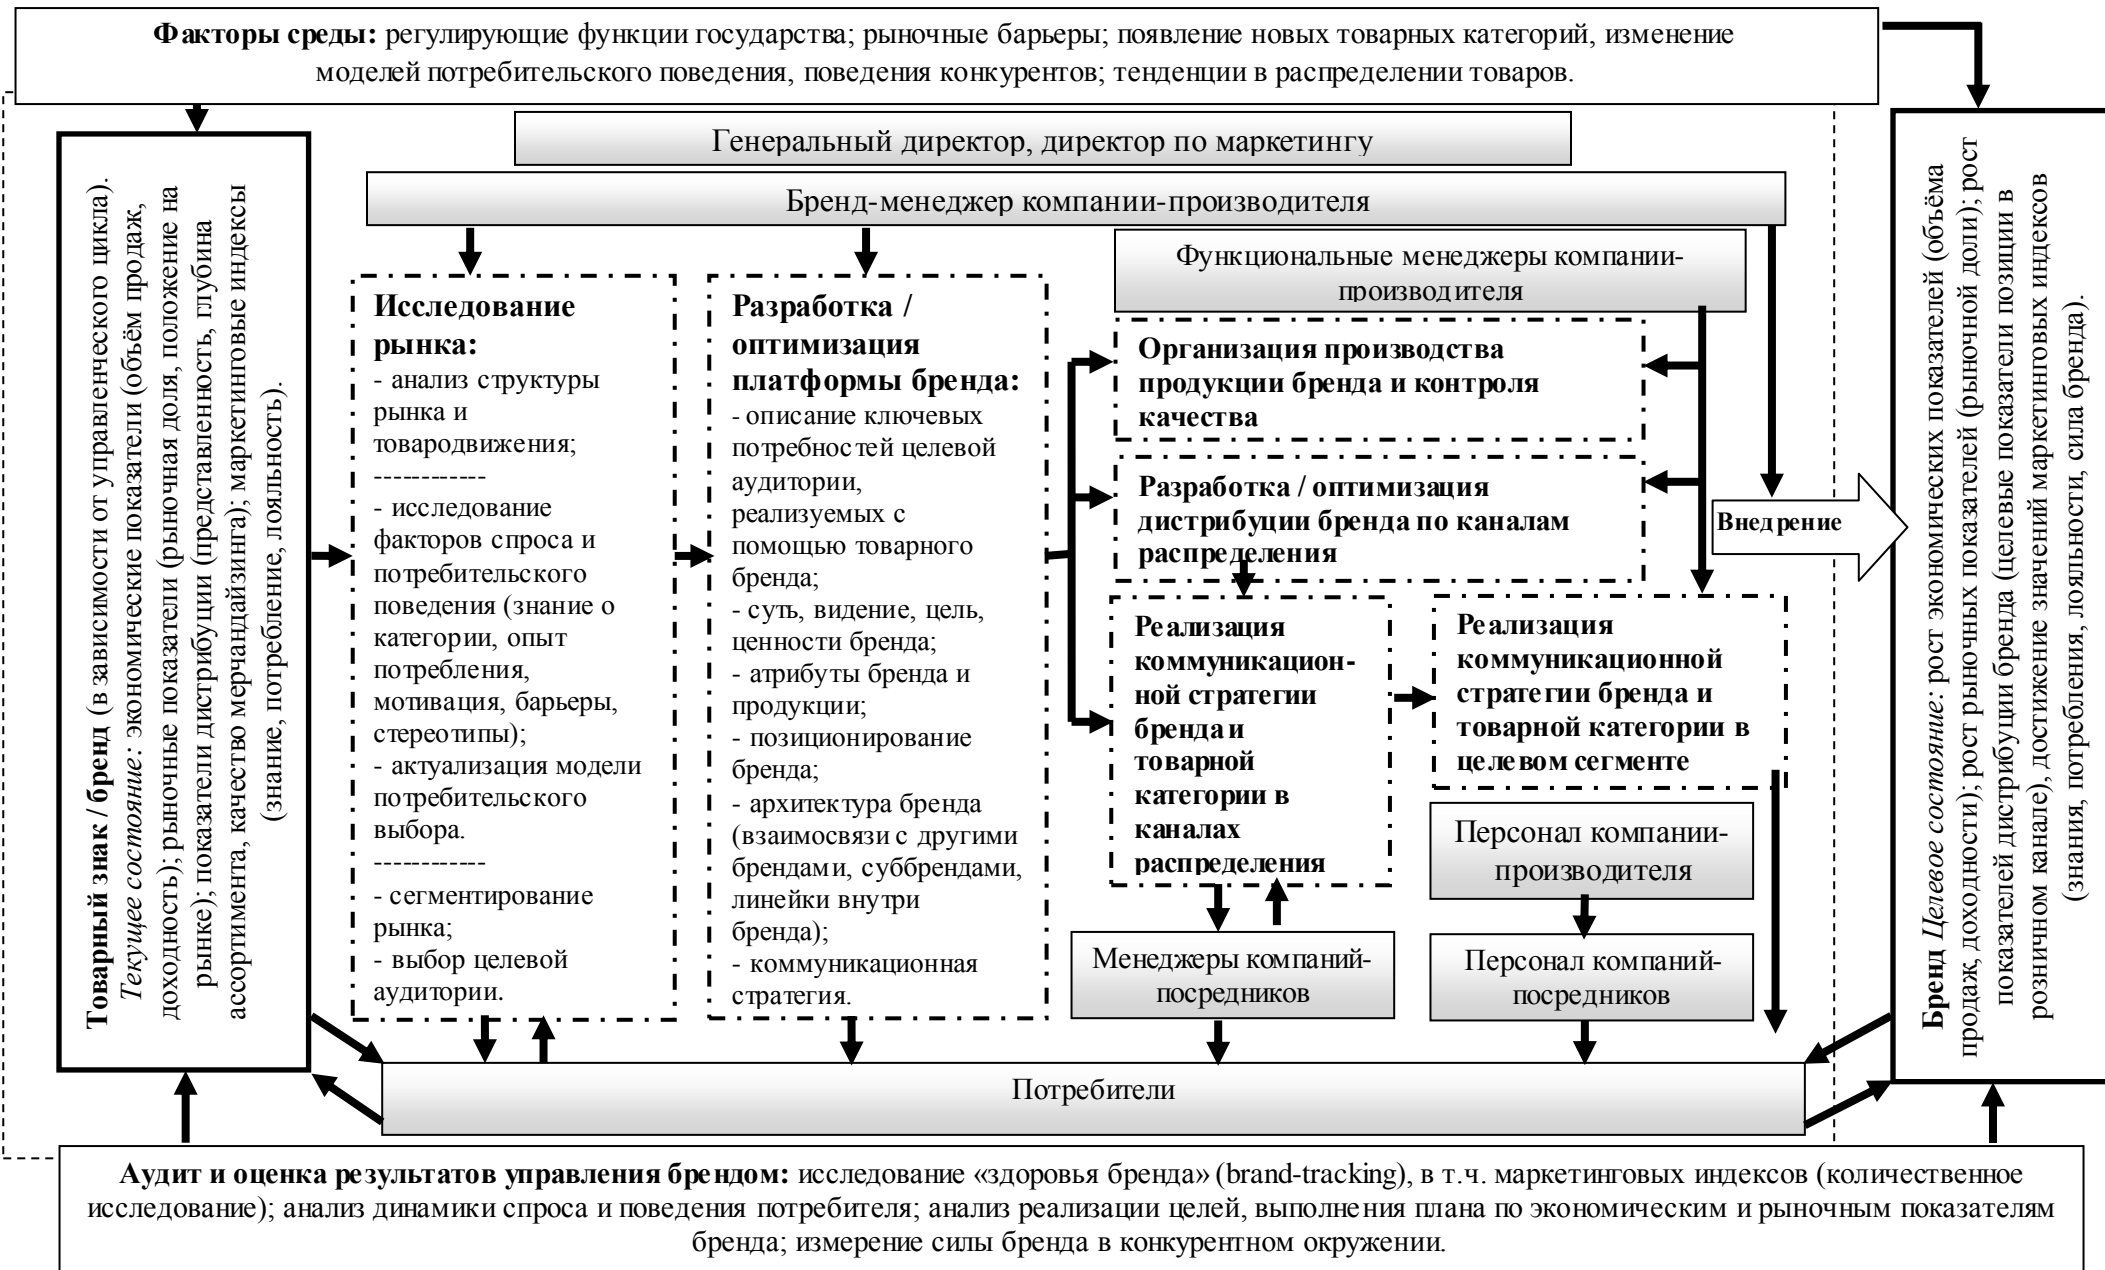 Факторы среды: регулирующие функции государства; рыночные барьеры; появление новых товарных категорий, изменение
моделей потребительского поведения, поведения конкурентов; тенденции в распределении товаров.
Товарный знак / бренд (в зависимости от управленческого цикла).
Текущее состояние: экономические показатели (объём продаж,
доходность); рыночные показатели (рыночная доля, положение на
рынке); показатели дистрибуции (представленность, глубина
ассортимента, качество мерчандайзинга); маркетинговые индексы
(знание, потребление, лояльность).
Генеральный директор, директор по маркетингу
Бренд-менеджер компании-производителя
Исследование
рынка:
- анализ структуры
рынка и
товародвижения;
------------
- исследование
факторов спроса и
потребительского
поведения (знание о
категории, опыт
потребления,
мотивация, барьеры,
стереотипы);
- актуализация модели
потребительского
выбора.
------------
- сегментирование
рынка;
- выбор целевой
аудитории.
Разработка /
оптимизация
платформы бренда:
- описание ключевых
потребностей целевой
аудитории,
реализуемых с
помощью товарного
бренда;
- суть, видение, цель,
ценности бренда;
- атрибуты бренда и
продукции;
- позиционирование
бренда;
- архитектура бренда
(взаимосвязи с другими
брендами, суббрендами,
линейки внутри
бренда);
- коммуникационная
стратегия.
Функциональные менеджеры компании-
производителя
Организация производства
продукции бренда и контроля
качества
Разработка / оптимизация
дистрибуции бренда по каналам
распределения
Реализация
коммуникацион-
ной стратегии
бренда и
товарной
категории в
каналах
распределения
Реализация
коммуникационной
стратегии бренда и
товарной категории в
целевом сегменте
Персонал компании-
производителя
Менеджеры компаний-
посредников
Персонал компаний-
посредников
Внедрение
Потребители
Бренд Целевое состояние: рост экономических показателей (объёма
продаж, доходности); рост рыночных показателей (рыночной доли); рост
показателей дистрибуции бренда (целевые показатели позиции в
розничном канале), достижение значений маркетинговых индексов
(знания, потребления, лояльности, сила бренда).
Аудит и оценка результатов управления брендом: исследование «здоровья бренда» (brand-tracking), в т.ч. маркетинговых индексов (количественное
исследование); анализ динамики спроса и поведения потребителя; анализ реализации целей, выполнения плана по экономическим и рыночным показателям
бренда; измерение силы бренда в конкурентном окружении.